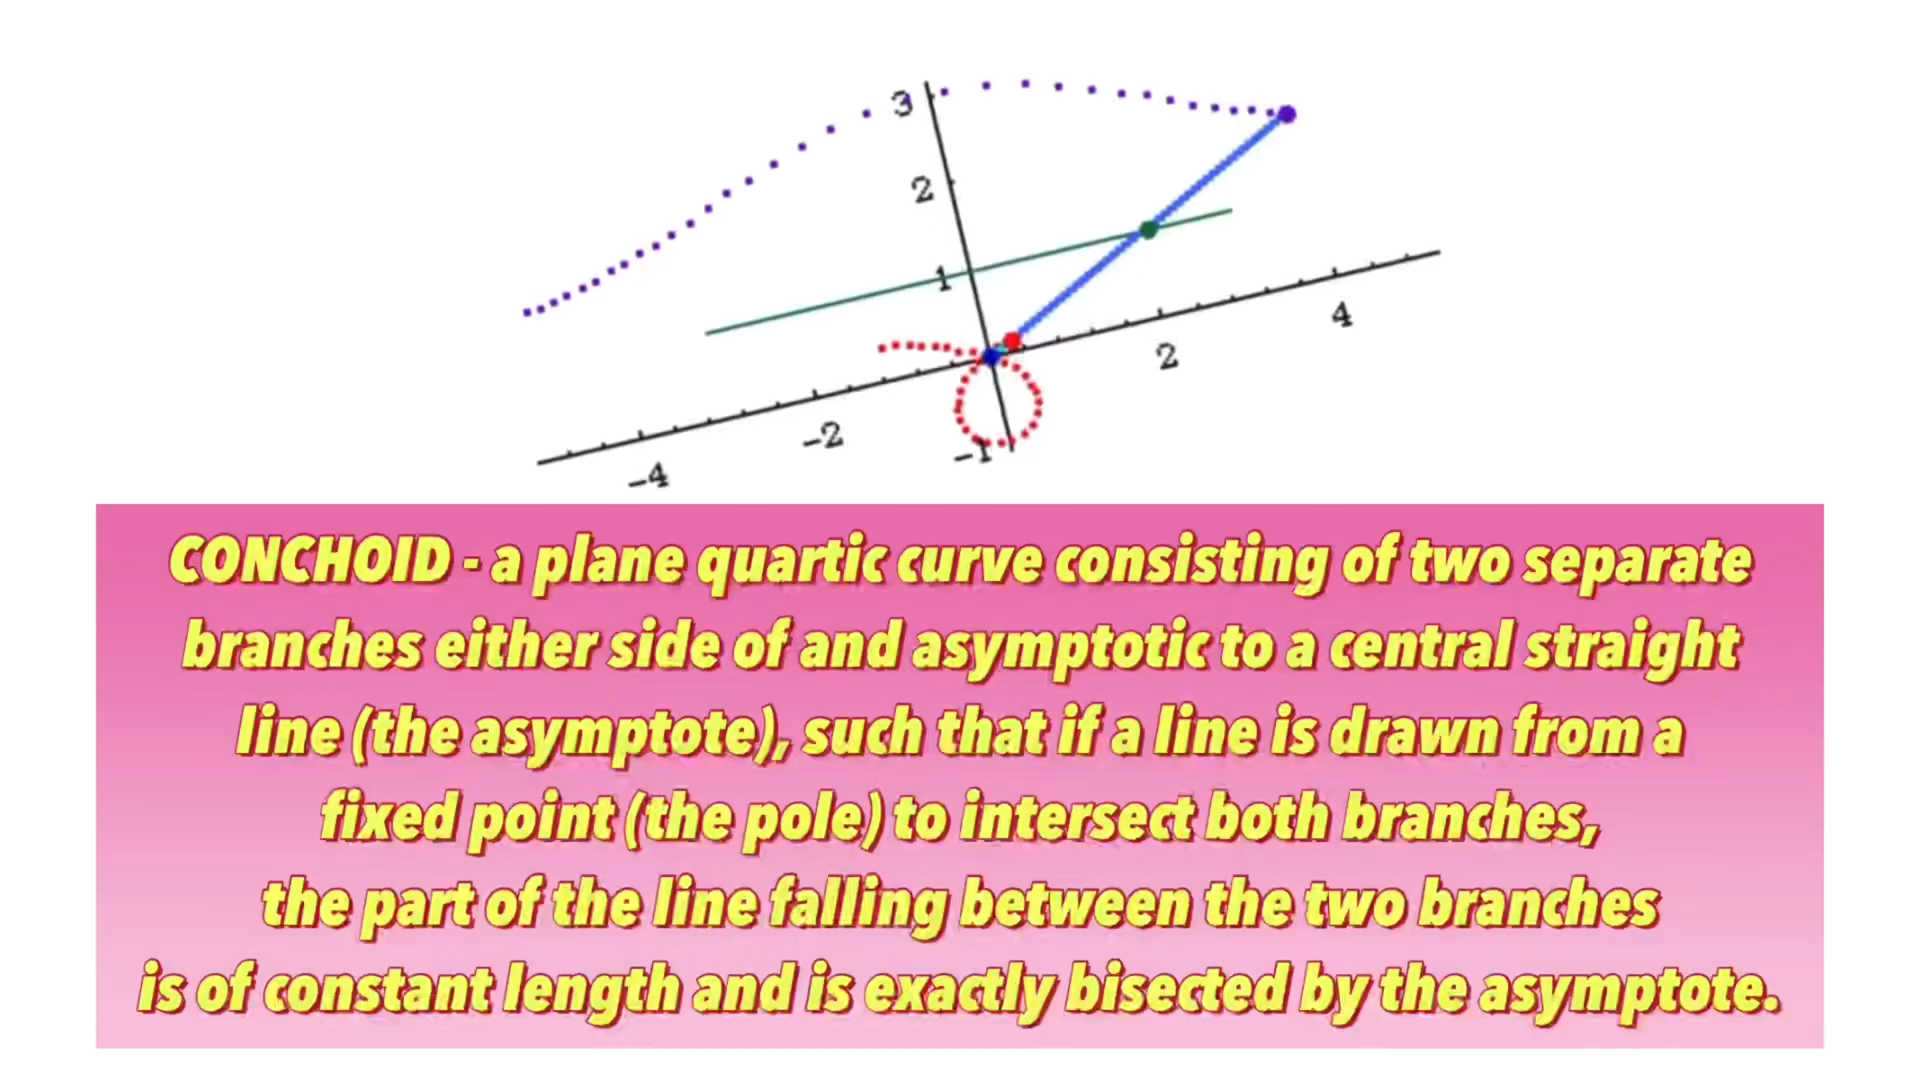 3
2
1
4
2
-2
-1
-4
CONCHOID - a plane quartic curve consisting of two separate
branches either side of and asymptotic to a central straight
line (the asymptote), such that if a line is drawn from a
fixed point (the pole) to intersect both branches,
the part of the line falling between the two branches
is of constant length and is exactly bisected by the asymptote.